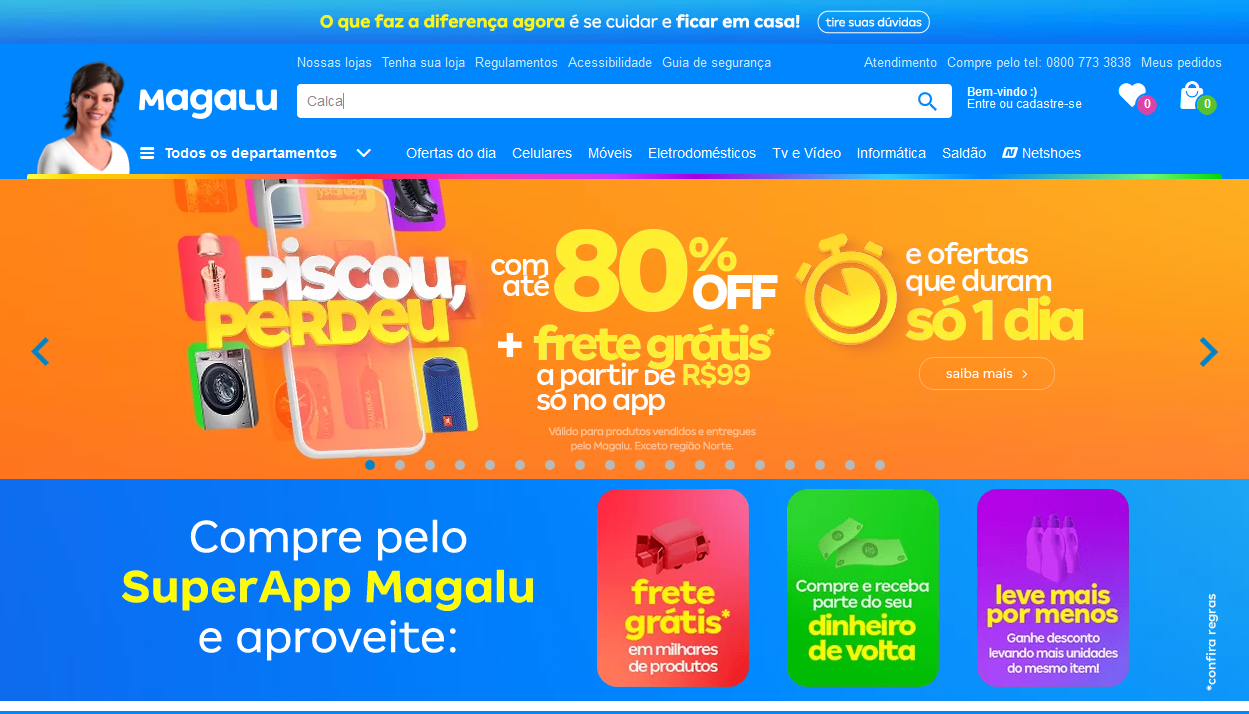 O que faz a diferença agora é se cuidar e ficar em casa! tire suas dúvidas
Nossas lojas Tenha sua loja Regulamentos Acessibilidade Guia de segurança Atendimento Compre pelo tel: 0800 773 3838 Meus pedidos
Magalu
Calca
Bem-vindo :)
Entre ou cadastre-se
0
0
Todos os departamentos Ofertas do dia Celulares Móveis Eletrodomésticos Tv e Vídeo Informática Saldão N Netshoes
PISCOU,
PERDEU
com
até
80% OFF
+ frete grátis*
a partir de R$99
só no app
Válido para produtos vendidos e entregues
pelo Magalu. Exceto região Norte.
e ofertas
que duram
só 1 dia
saiba mais
Compre pelo
SuperApp Magalu
e aproveite:
frete
grátis*
em milhares
de produtos
Compre e receba
parte do seu
dinheiro
de volta
leve mais
por menos
Ganhe desconto
levando mais unidades
do mesmo item!
*confira regras